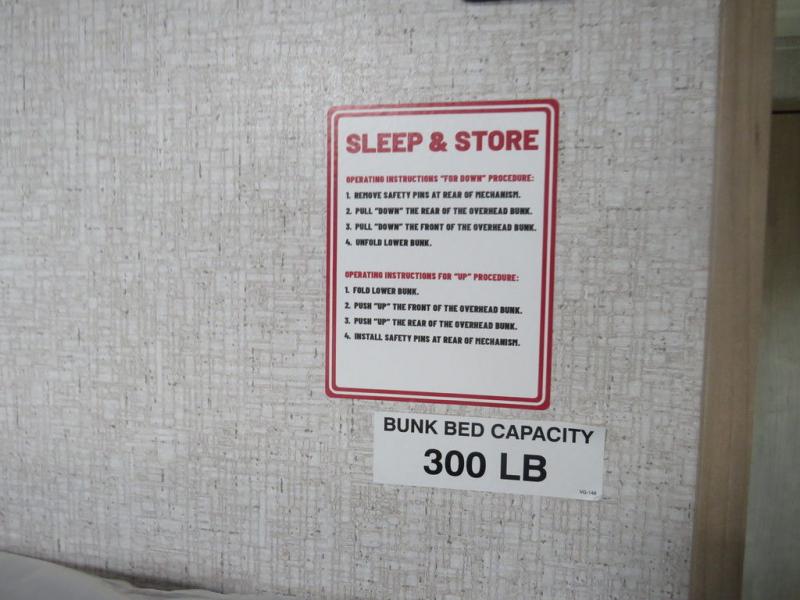 SLEEP & STORE
OPERATING INSTRUCTIONS "FOR DOWN" PROCEDURE:
1. REMOVE SAFETY PINS AT REAR OF MECHANISM.
2. PULL "DOWN" THE REAR OF THE OVERHEAD BUNK.
3. PULL "DOWN" THE FRONT OF THE OVERHEAD BUNK.
4. UNFOLD LOWER BUNK.
OPERATING INSTRUCTIONS FOR "UP" PROCEDURE:
1. FOLD LOWER BUNK.
2. PUSH "UP" THE FRONT OF THE OVERHEAD BUNK.
3. PUSH "UP" THE REAR OF THE OVERHEAD BUNK.
4. INSTALL SAFETY PINS AT REAR OF MECHANISM.
BUNK BED CAPACITY
300 LB